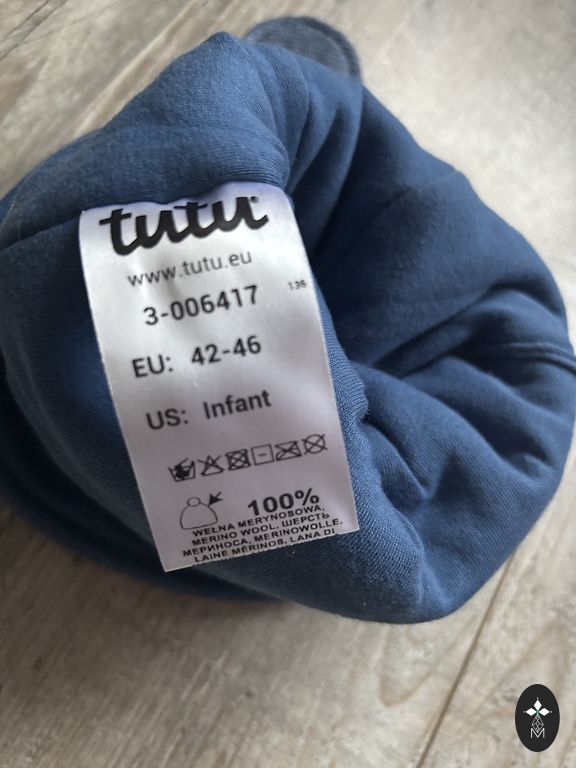 tutu®
www.tutu.eu
136
3-006417
EU: 42-46
US: Infant
100%
WEŁNA MERYNOSOWA,
MERINO WOOL, ШЕРСТЬ
МЕРИНОСА, MERINOWOLLE,
LAINE MERINOS, LANA DI
M